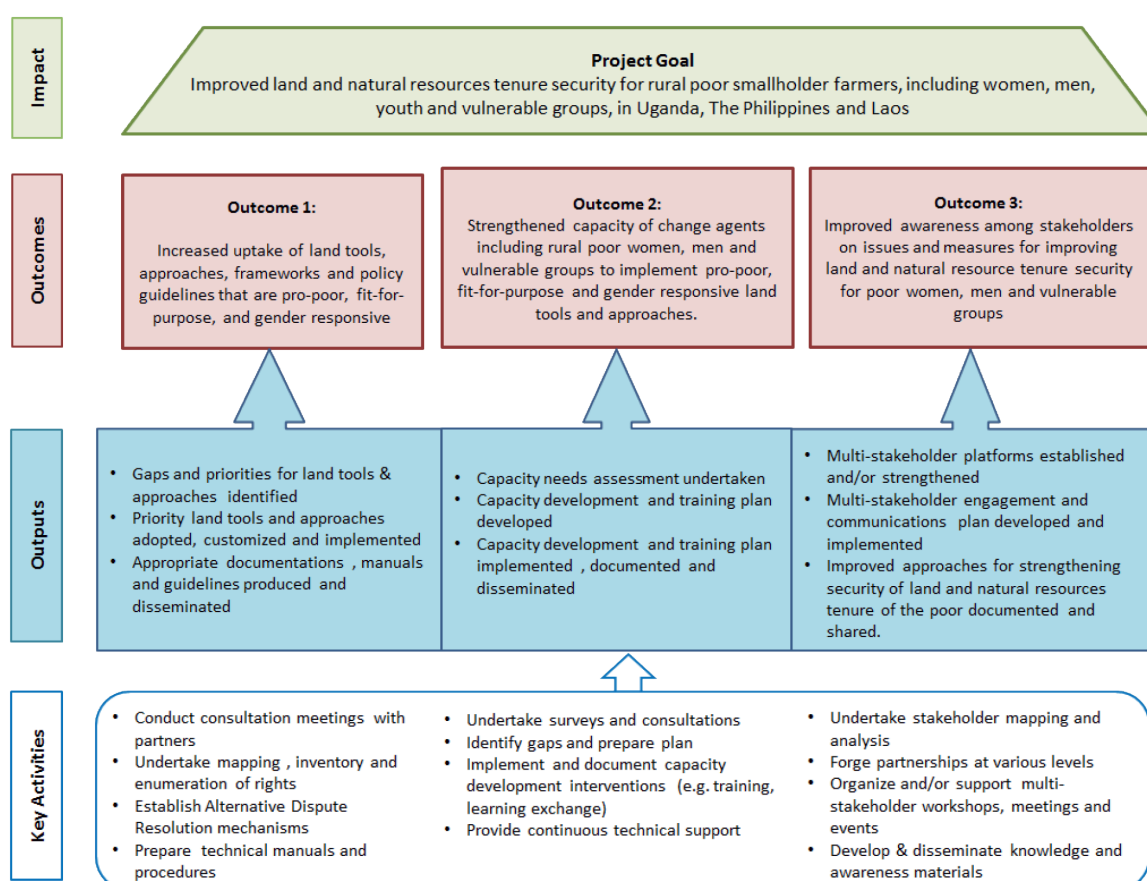 Impact
Project Goal
Improved land and natural resources tenure security for rural poor smallholder farmers, including women, men,
youth and vulnerable groups, in Uganda, The Philippines and Laos
Outcomes
Outcome 1:
Increased uptake of land tools,
approaches, frameworks and policy
guidelines that are pro-poor, fit-for-
purpose, and gender responsive
Outcome 2:
Strengthened capacity of change agents
including rural poor women, men and
vulnerable groups to implement pro-poor,
fit-for-purpose and gender responsive land
tools and approaches.
Outcome 3:
Improved awareness among stakeholders
on issues and measures for improving
land and natural resource tenure security
for poor women, men and vulnerable
groups
Outputs
• Gaps and priorities for land tools &
approaches identified
• Priority land tools and approaches
adopted, customized and implemented
• Appropriate documentations , manuals
and guidelines produced and
disseminated
• Capacity needs assessment undertaken
• Capacity development and training plan
developed
• Capacity development and training plan
implemented , documented and
disseminated
• Multi-stakeholder platforms established
and/or strengthened
• Multi-stakeholder engagement and
communications plan developed and
implemented
• Improved approaches for strengthening
security of land and natural resources
tenure of the poor documented and
shared.
Key Activities
• Conduct consultation meetings with
partners
• Undertake mapping , inventory and
enumeration of rights
• Establish Alternative Dispute
Resolution mechanisms
• Prepare technical manuals and
procedures
• Undertake surveys and consultations
• Identify gaps and prepare plan
• Implement and document capacity
development interventions (e.g. training,
learning exchange)
• Provide continuous technical support
• Undertake stakeholder mapping and
analysis
• Forge partnerships at various levels
• Organize and/or support multi-
stakeholder workshops, meetings and
events
• Develop & disseminate knowledge and
awareness materials